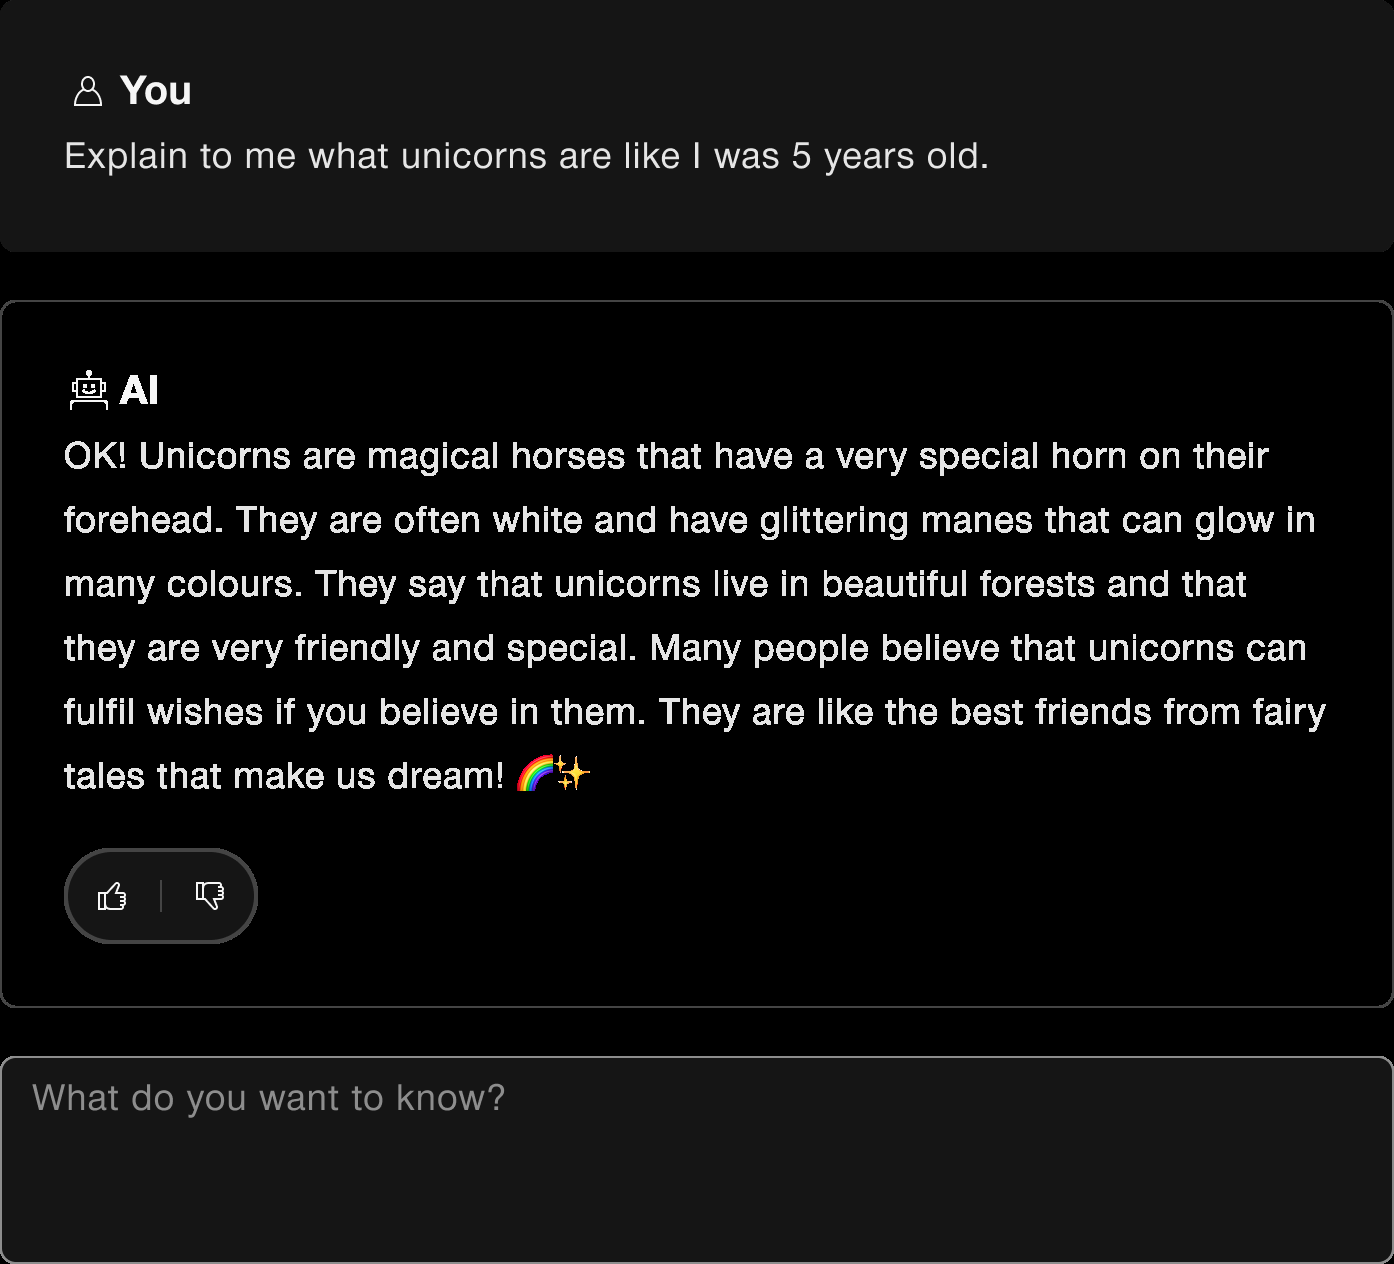 You
Explain to me what unicorns are like I was 5 years old.
AI
OK! Unicorns are magical horses that have a very special horn on their
forehead. They are often white and have glittering manes that can glow in
many colours. They say that unicorns live in beautiful forests and that
they are very friendly and special. Many people believe that unicorns can
fulfil wishes if you believe in them. They are like the best friends from fairy
tales that make us dream! 🌈✨
What do you want to know?